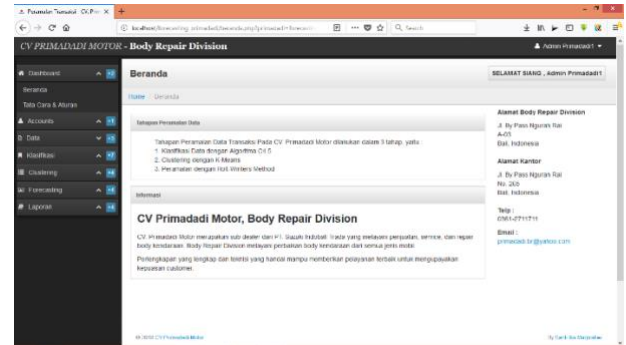 CV PRIMADADI MOTOR - Body Repair Division
Admin Primadadi1
Dashboard
Beranda
Tata Cara & Aturan
Accounts
Data
Klasifikasi
Clustering
Forecasting
Laporan
Beranda
SELAMAT SIANG , Admin Primadadi1
Home / Beranda
Tahapan Peramalan Data
Tahapan Peramalan Data Transaksi Pada CV. Primadadi Motor dilakukan dalam 3 tahap, yaitu
1. Klasifikasi Data dengan Algoritma C4.5
2. Clustering dengan K-Means
3. Peramalan dengan Holt-Winters Method
Informasi
CV Primadadi Motor, Body Repair Division
CV. Primadadi Motor merupakan sub dealer dari PT. Suzuki Indobali Trada yang melayani penjualan, service, dan repair
body kendaraan. Body Repair Division melayani perbaikan body kendaraan dari semua jenis mobil.
Perlengkapan yang lengkap dan teknisi yang handal mampu memberikan pelayanan terbaik untuk mengupayakan
kepuasan customer.
Alamat Body Repair Division
Jl. By Pass Ngurah Rai
Bali, Indonesia
Alamat Kantor
Jl. By Pass Ngurah Rai
Bali, Indonesia
Telp :
Email :
CV Primadadi Motor